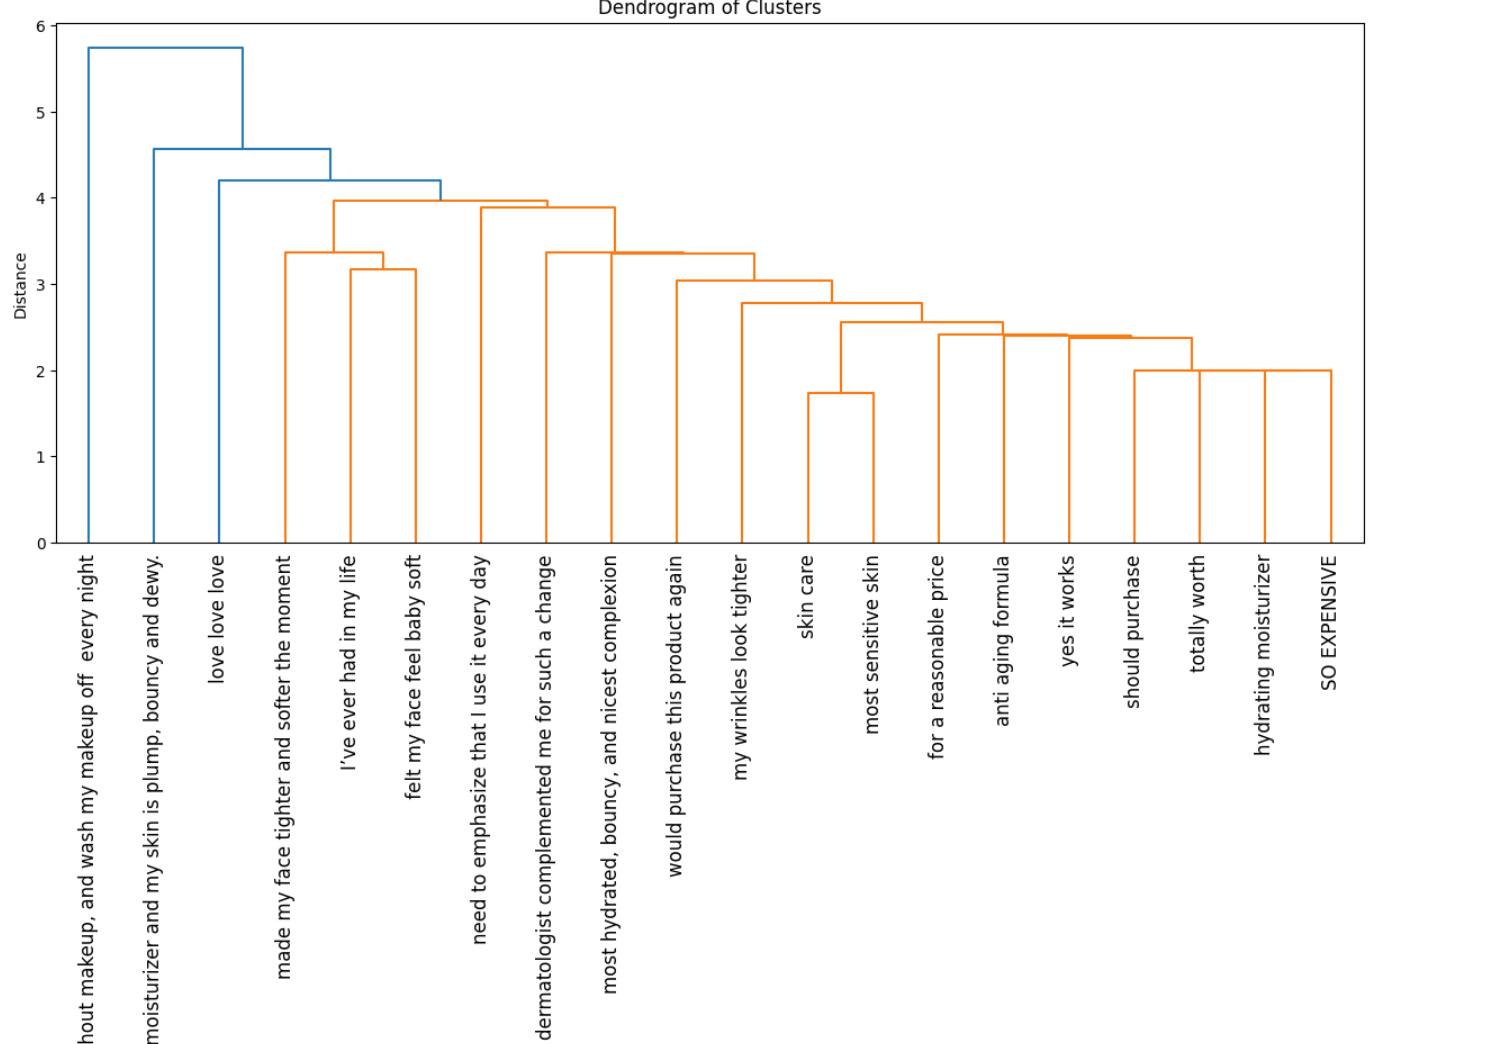 Dendrogram of Clusters
6
5
4
3
2
1
0
Distance
hout makeup, and wash my makeup off  every night
moisturizer and my skin is plump, bouncy and dewy.
love love love
made my face tighter and softer the moment
I've ever had in my life
felt my face feel baby soft
need to emphasize that I use it every day
dermatologist complemented me for such a change
most hydrated, bouncy, and nicest complexion
would purchase this product again
my wrinkles look tighter
skin care
most sensitive skin
for a reasonable price
anti aging formula
yes it works
should purchase
totally worth
hydrating moisturizer
SO EXPENSIVE